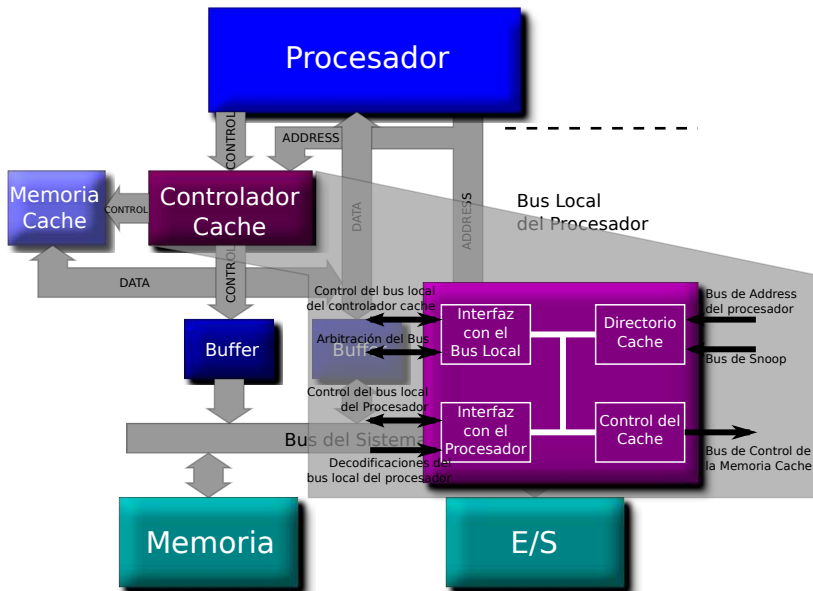 Procesador
CONTROL
ADDRESS
Memoria
Cache
CONTROL
Controlador
Cache
DATA
ADDRESS
Bus Local
del Procesador
DATA
CONTROL
Control del bus local
del controlador cache
Arbitración del Bus
Buffer
Buffer
Interfaz
con el
Bus Local
Directorio
Cache
Bus de Address
del procesador
Bus de Snoop
Control del bus local
del Procesador
Bus del Sistema
Decodificaciones del
bus local del procesador
Interfaz
con el
Procesador
Control del
Cache
Bus de Control de
la Memoria Cache
Memoria
E/S